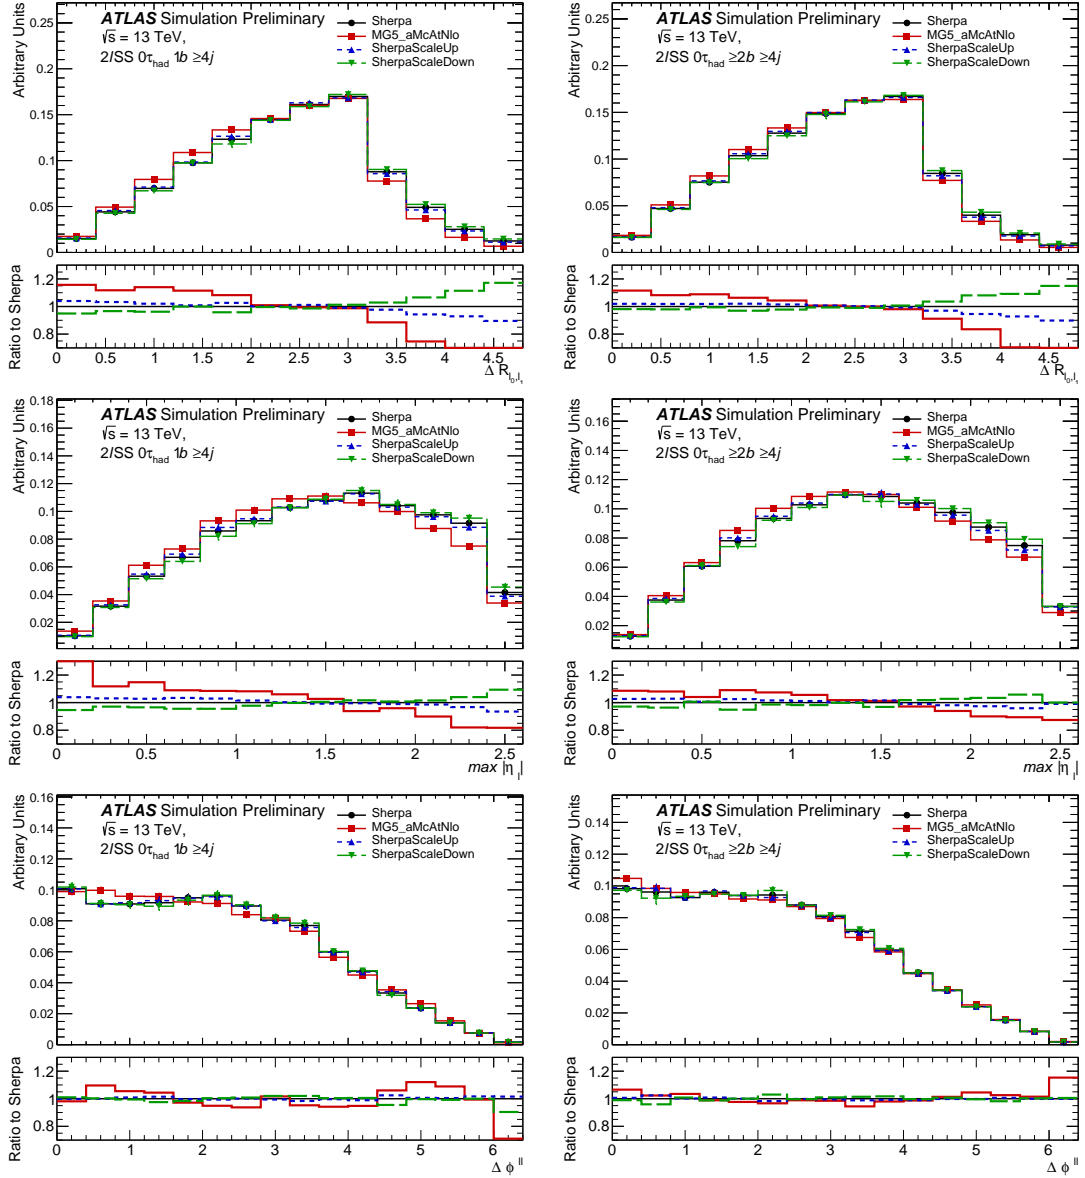 ATLAS Simulation Preliminary
√s = 13 TeV,
2lSS 0τhad 1b ≥4j
Sherpa
MG5_aMcAtNlo
SherpaScaleUp
SherpaScaleDown
Arbitrary Units
0.25
0.2
0.15
0.1
0.05
0
Ratio to Sherpa
1.2
1
0.8
0 0.5 1 1.5 2 2.5 3 3.5 4 4.5
Δ R l0,l1
ATLAS Simulation Preliminary
√s = 13 TeV,
2lSS 0τhad ≥2b ≥4j
Sherpa
MG5_aMcAtNlo
SherpaScaleUp
SherpaScaleDown
Arbitrary Units
0.25
0.2
0.15
0.1
0.05
0
Ratio to Sherpa
1.2
1
0.8
0 0.5 1 1.5 2 2.5 3 3.5 4 4.5
Δ R l0,l1
ATLAS Simulation Preliminary
√s = 13 TeV,
2lSS 0τhad 1b ≥4j
Sherpa
MG5_aMcAtNlo
SherpaScaleUp
SherpaScaleDown
Arbitrary Units
0.18
0.16
0.14
0.12
0.1
0.08
0.06
0.04
0.02
Ratio to Sherpa
1.2
1
0.8
0 0.5 1 1.5 2 2.5
max |ηl|
ATLAS Simulation Preliminary
√s = 13 TeV,
2lSS 0τhad ≥2b ≥4j
Sherpa
MG5_aMcAtNlo
SherpaScaleUp
SherpaScaleDown
Arbitrary Units
0.16
0.14
0.12
0.1
0.08
0.06
0.04
0.02
Ratio to Sherpa
1.2
1
0.8
0 0.5 1 1.5 2 2.5
max |ηl|
ATLAS Simulation Preliminary
√s = 13 TeV,
2lSS 0τhad 1b ≥4j
Sherpa
MG5_aMcAtNlo
SherpaScaleUp
SherpaScaleDown
Arbitrary Units
0.16
0.14
0.12
0.1
0.08
0.06
0.04
0.02
0
Ratio to Sherpa
1.2
1
0.8
0 1 2 3 4 5 6
Δ ϕ ll
ATLAS Simulation Preliminary
√s = 13 TeV,
2lSS 0τhad ≥2b ≥4j
Sherpa
MG5_aMcAtNlo
SherpaScaleUp
SherpaScaleDown
Arbitrary Units
0.14
0.12
0.1
0.08
0.06
0.04
0.02
0
Ratio to Sherpa
1.2
1
0.8
0 1 2 3 4 5 6
Δ ϕ ll